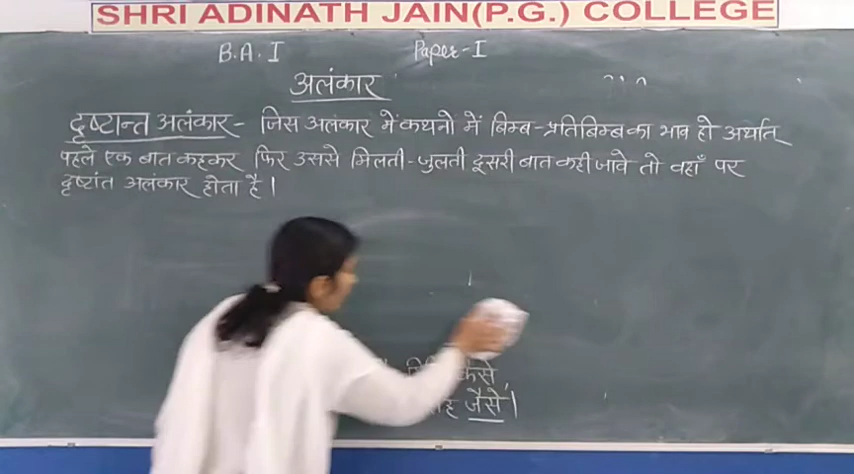 SHRI ADINATH JAIN(P.G.) COLLEGE
B.A.I Paper-I
अलंकार
दृष्टान्त अलंकार- जिस अलंकार में कथनो में बिम्ब-प्रतिबिम्ब का भाव हो अर्थात्
पहले एक बात कहकर फिर उससे मिलती-जुलती दूसरी बात कही जावे तो वहाँ पर
दृष्टांत अलंकार होता है।
कैसे,
जैसे।